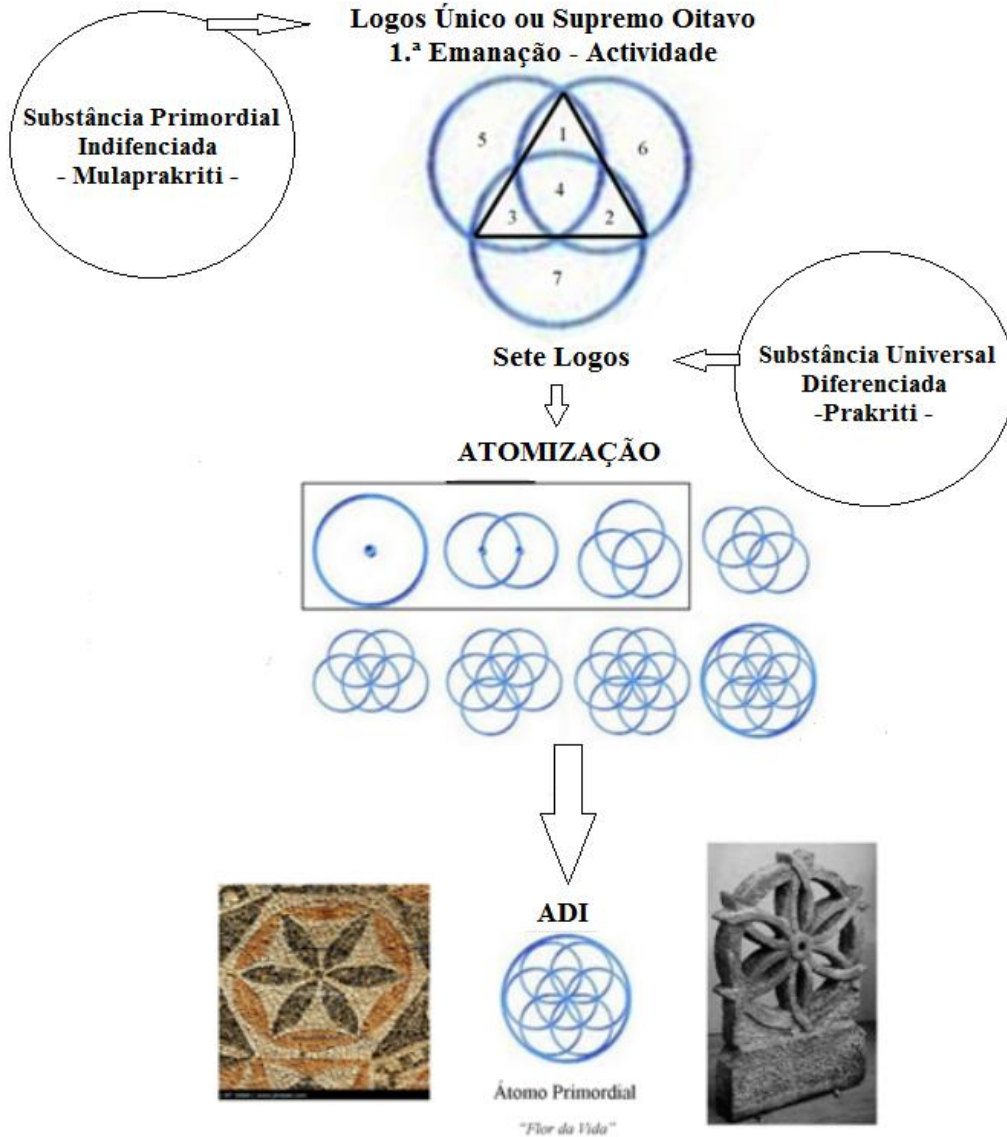 Logos Único ou Supremo Oitavo
1.ª Emanação - Actividade
Substância Primordial
Indifenciada
- Mulaprakriti -
5
1
6
4
3
2
7
Sete Logos
Substância Universal
Diferenciada
-Prakriti -
ATOMIZAÇÃO
ADI
Átomo Primordial
"Flor da Vida"